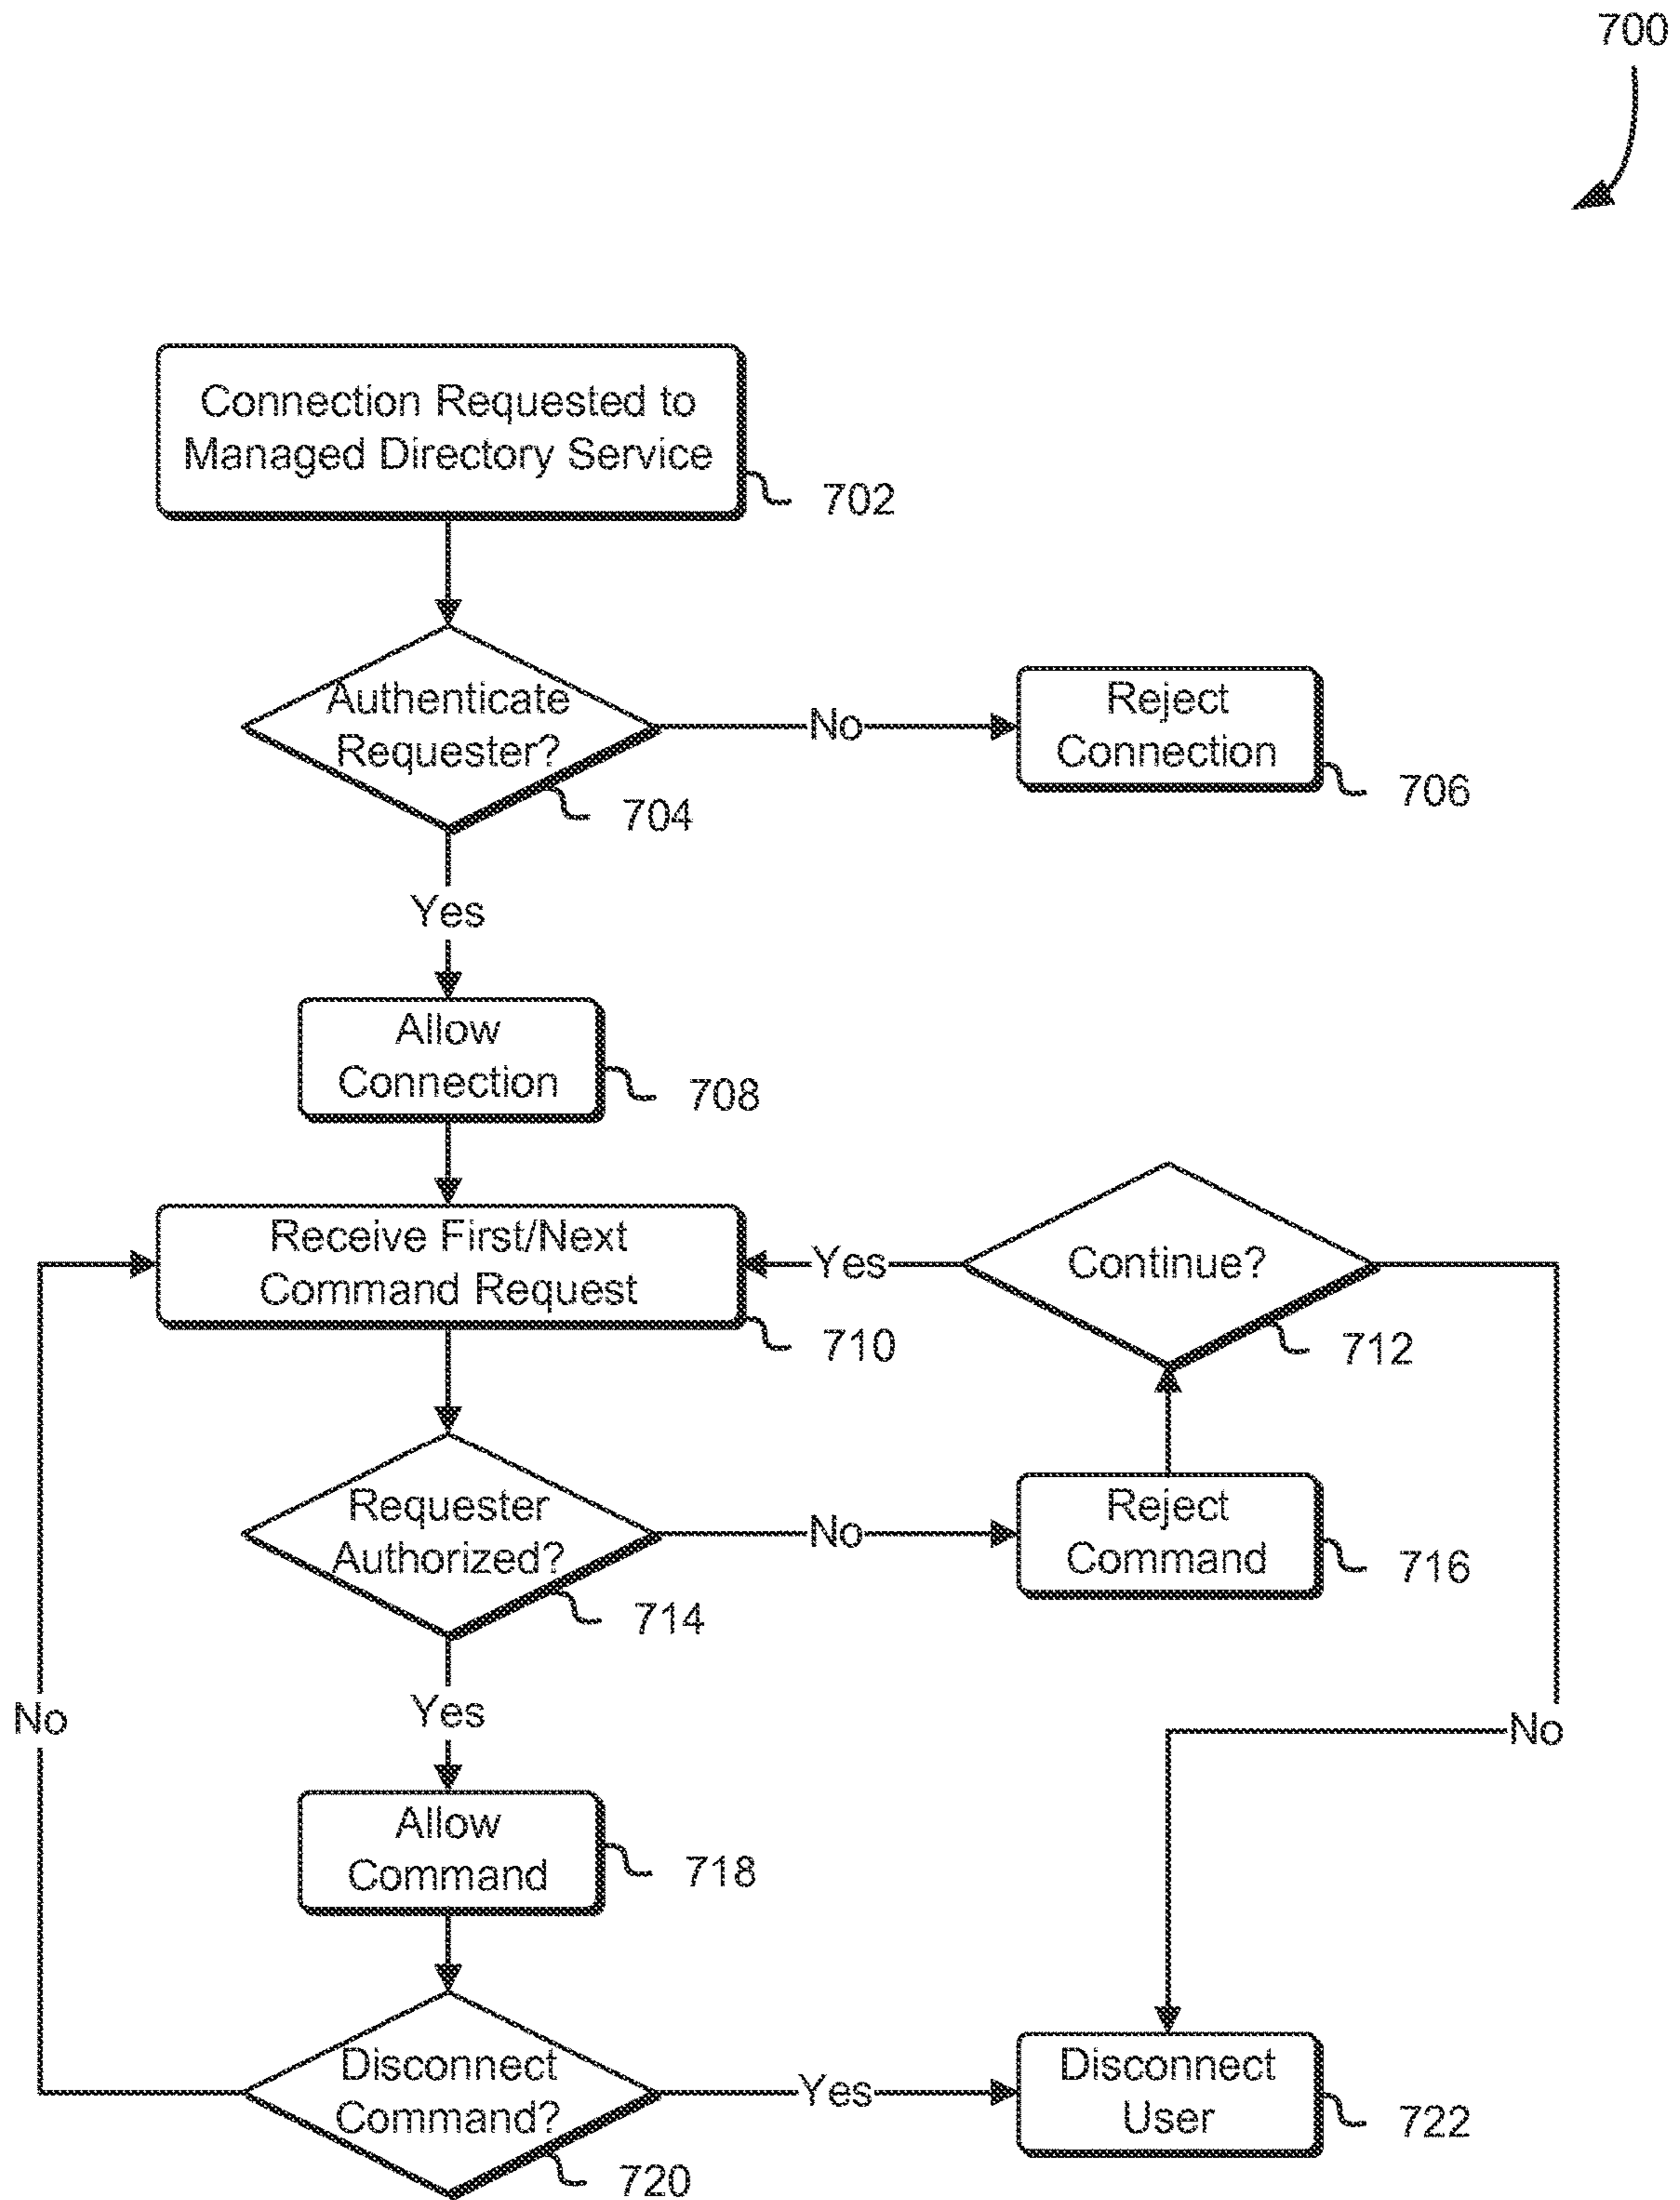 700
Connection Requested to
Managed Directory Service
702
Authenticate
Requester?
704
No
Reject
Connection
706
Yes
Allow
Connection
708
Receive First/Next
Command Request
710
Yes
Continue?
712
Requester
Authorized?
714
No
Reject
Command
716
No
Yes
No
Allow
Command
718
Disconnect
Command?
720
Yes
Disconnect
User
722